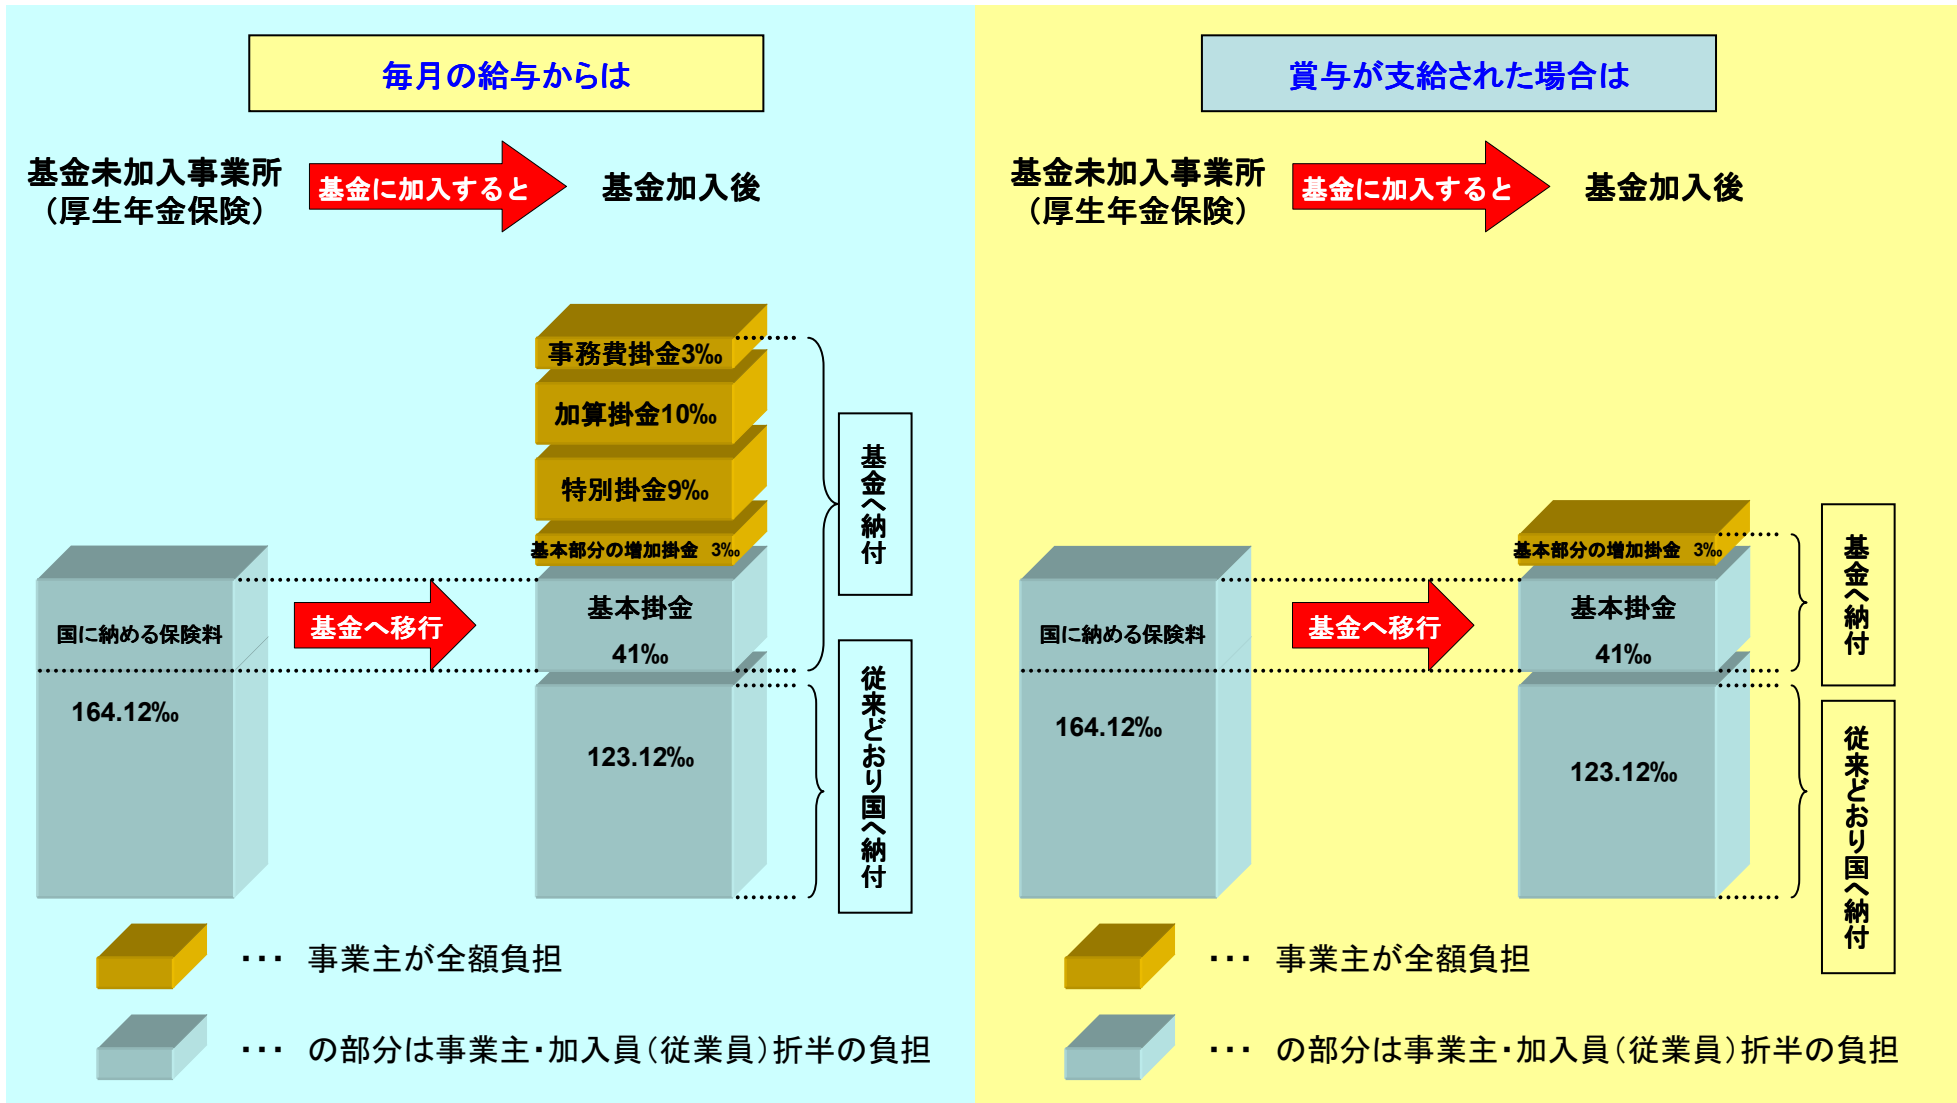 毎月の給与からは
基金未加入事業所
（厚生年金保険）
基金に加入すると
基金加入後
事務費掛金3‰
加算掛金10‰
特別掛金9‰
基本部分の増加掛金 3‰
基本掛金
41‰
国に納める保険料
164.12‰
基金へ移行
123.12‰
基金へ納付
従来どおり国へ納付
・・・ 事業主が全額負担
・・・ の部分は事業主・加入員（従業員）折半の負担
賞与が支給された場合は
基金未加入事業所
（厚生年金保険）
基金に加入すると
基金加入後
基本部分の増加掛金 3‰
基本掛金
41‰
国に納める保険料
164.12‰
基金へ移行
123.12‰
基金へ納付
従来どおり国へ納付
・・・ 事業主が全額負担
・・・ の部分は事業主・加入員（従業員）折半の負担